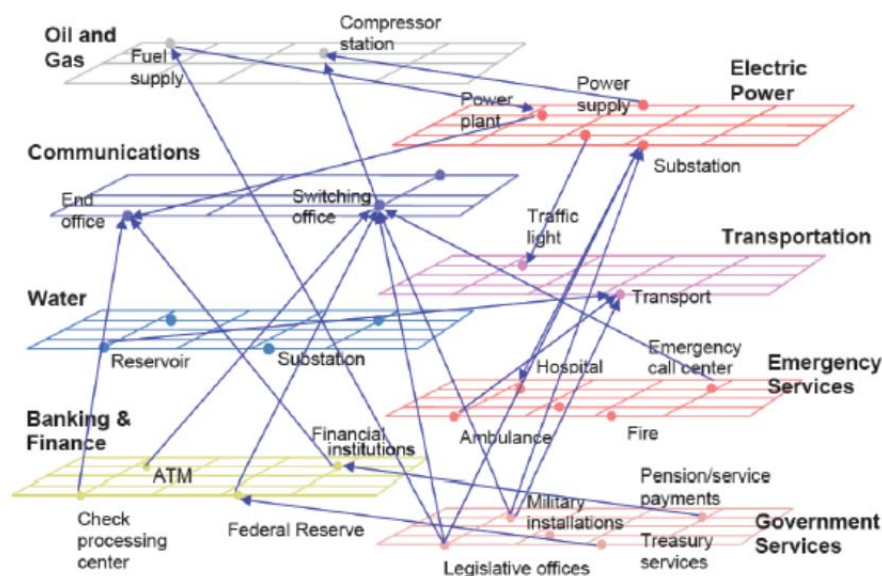 Oil and
Gas
Fuel
supply
Compressor
station
Power
plant
Power
supply
Electric
Power
Substation
Communications
End
office
Switching
office
Traffic
light
Transportation
Transport
Water
Reservoir
Substation
Hospital
Emergency
call center
Emergency
Services
Ambulance
Fire
Banking &
Finance
ATM
Financial
institutions
Check
processing
center
Federal Reserve
Military
installations
Pension/service
payments
Legislative offices
Treasury
services
Government
Services